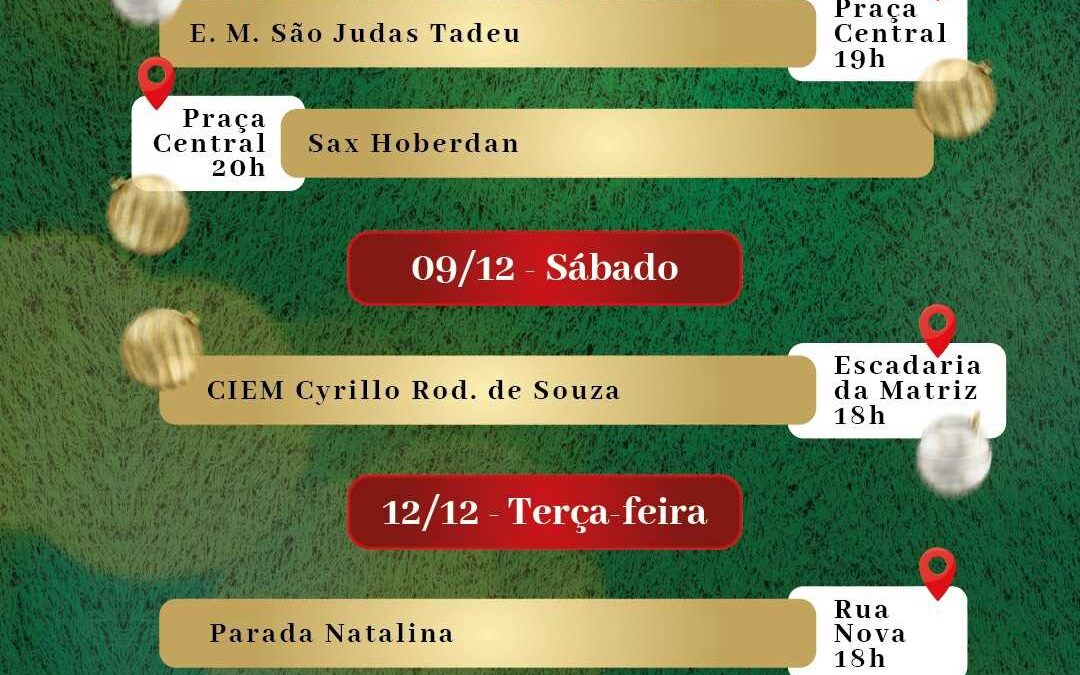 E. M. São Judas Tadeu
Praça
Central
19h
Praça
Central
20h
Sax Hoberdan
09/12 - Sábado
CIEM Cyrillo Rod. de Souza
Escadaria
da Matriz
18h
12/12 - Terça-feira
Parada Natalina
Rua
Nova
18h